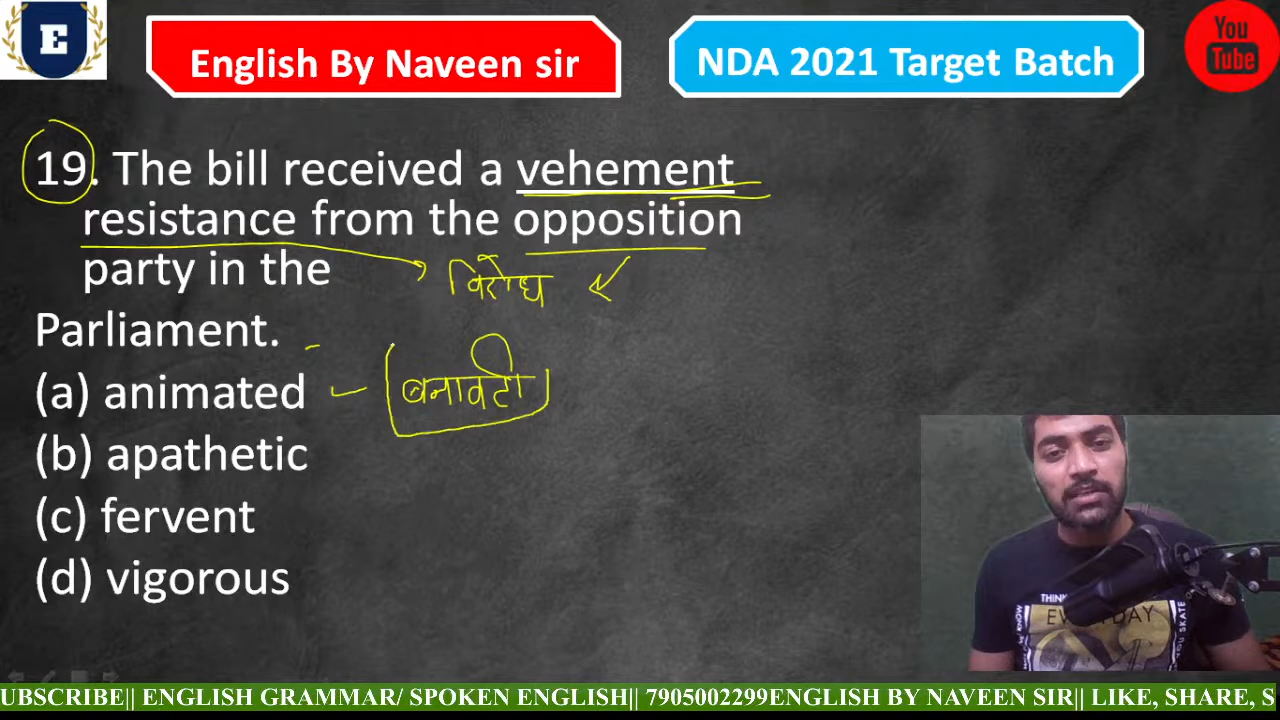 E
English By Naveen sir
NDA 2021 Target Batch
You
Tube
19. The bill received a vehement
resistance from the opposition
party in the
विरोध
Parliament.
(a) animated
बनावटी
(b) apathetic
(c) fervent
(d) vigorous
UBSCRIBE|| ENGLISH GRAMMAR/ SPOKEN ENGLISH|| 7905002299ENGLISH BY NAVEEN SIR|| LIKE, SHARE, S